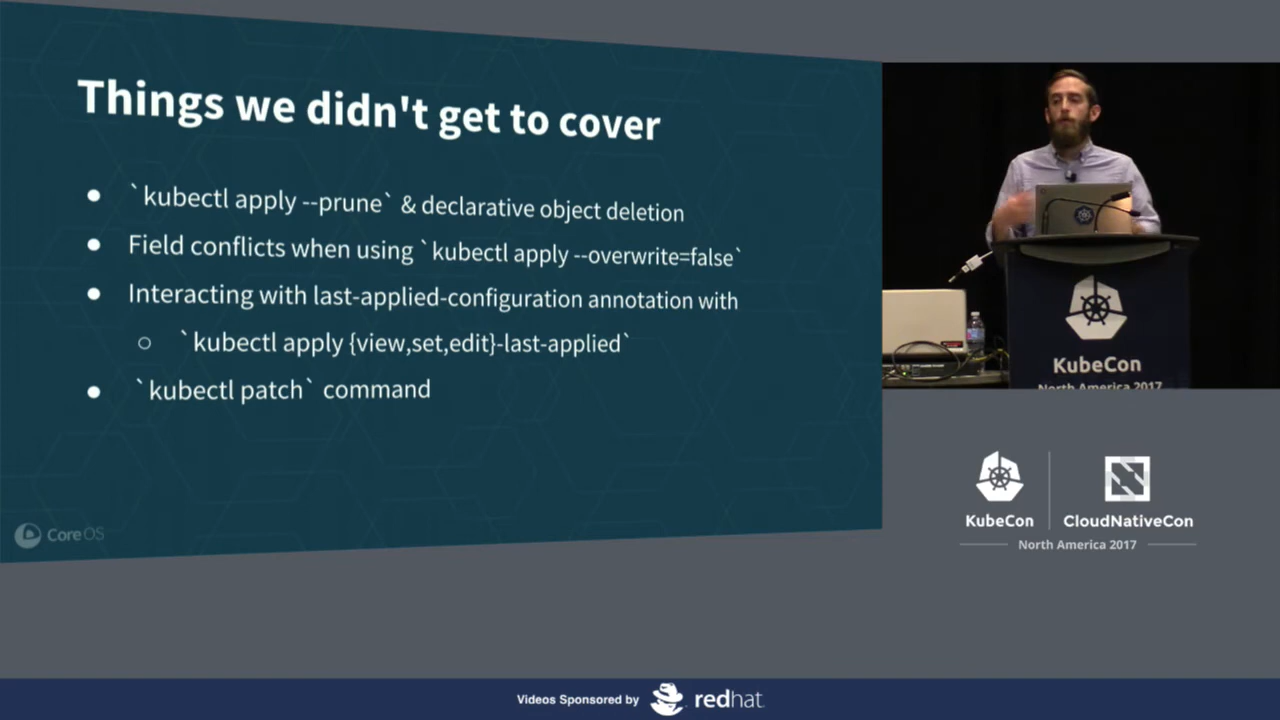 Things we didn't get to cover
● `kubectl apply --prune` & declarative object deletion
● Field conflicts when using `kubectl apply --overwrite=false`
● Interacting with last-applied-configuration annotation with
○ `kubectl apply {view,set,edit}-last-applied`
● `kubectl patch` command
CoreOS
KubeCon
North America 2017
KubeCon
CloudNativeCon
North America 2017
Videos Sponsored by redhat.